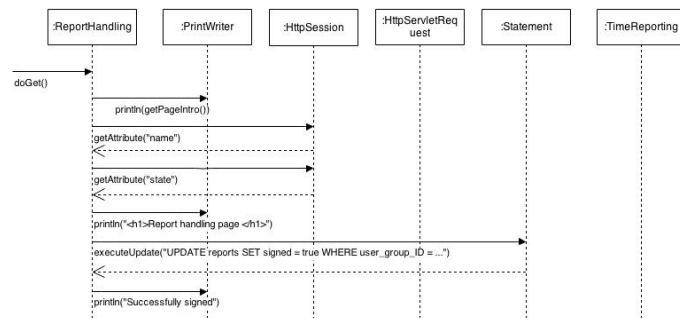 :ReportHandling
:PrintWriter
:HttpSession
:HttpServletReq
uest
:Statement
:TimeReporting
doGet()
println(getPageIntro())
getAttribute("name")
getAttribute("state")
println("<h1>Report handling page </h1>")
executeUpdate("UPDATE reports SET signed = true WHERE user_group_ID = ...")
println("Successfully signed")